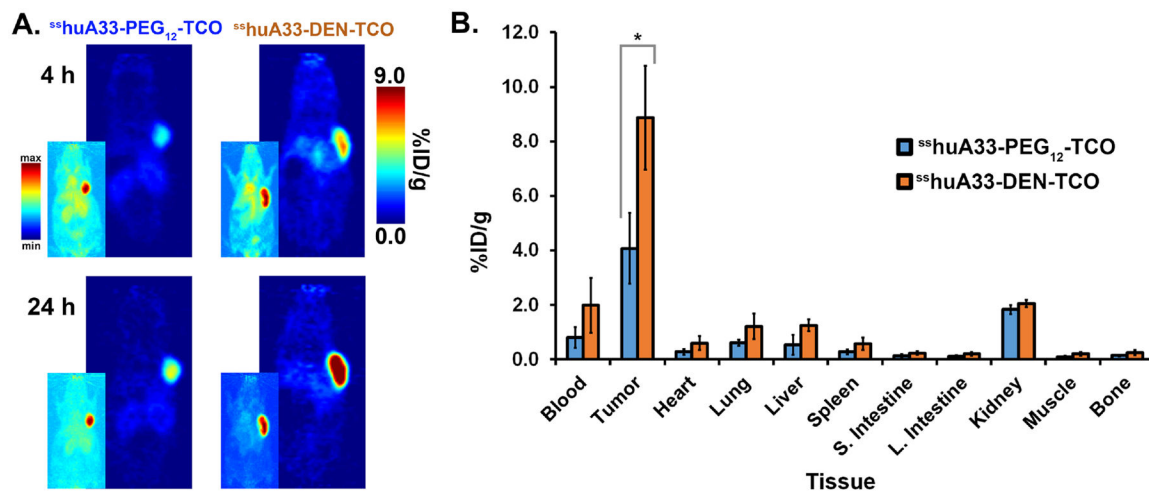 A.
ˢˢhuA33-PEG₁₂-TCO
ˢˢhuA33-DEN-TCO
4 h
max
min
9.0
%ID/g
0.0
24 h
B.
12.0
10.0
8.0
6.0
4.0
2.0
0.0
%ID/g
*
ˢˢhuA33-PEG₁₂-TCO
ˢˢhuA33-DEN-TCO
Blood
Tumor
Heart
Lung
Liver
Spleen
S. Intestine
L. Intestine
Kidney
Muscle
Bone
Tissue